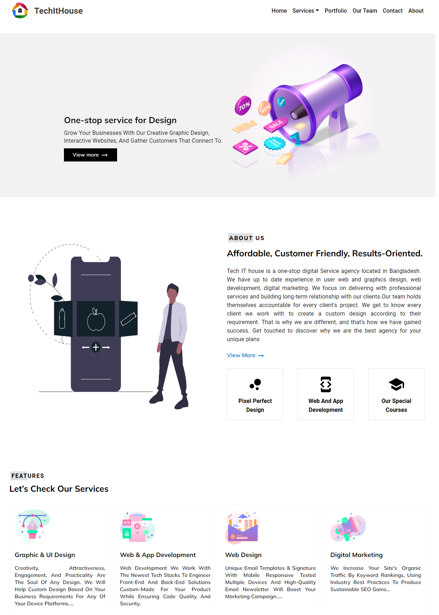 TechItHouse
Home Services Portfolio Our Team Contact About
70%
SALE
%
One-stop service for Design
Grow Your Businesses With Our Creative Graphic Design,
Interactive Websites, And Gather Customers That Connect To.
View more →
ABOUT US
Affordable, Customer Friendly, Results-Oriented.
Tech IT house is a one-stop digital Service agency located in Bangladesh.
We have up to date experience in user web and graphics design, web
development, digital marketing. We focus on delivering with professional
services and building long-term relationship with our clients.Our team holds
themselves accountable for every client's project. We get to know every
client we work with to create a custom design according to their
requirement. That is why we are different, and that's how we have gained
success. Get touched to discover why we are the best agency for your
unique plans
View More →
Pixel Perfect
Design
Web And App
Development
Our Special
Courses
FEATURES
Let's Check Our Services
Graphic & UI Design
Creativity, Attractiveness,
Engagement, And Practicality Are
The Soul Of Any Design. We Will
Help Custom Design Based On Your
Business Requirements For Any Of
Your Device Platforms....
Web & App Development
Web Development We Work With
The Newest Tech Stacks To Engineer
Front-End And Back-End Solutions
Custom-Made For Your Product
While Ensuring Code Quality And
Security.
Web Design
Unique Email Templates & Signature
With Mobile Responsive Tested
Multiple Devices And High-Quality
Email Newsletter Will Boost Your
Marketing Campaign....
Digital Marketing
We Increase Your Site's Organic
Traffic By Keyword Rankings, Using
Industry Best Practices To Produce
Sustainable SEO Gains...